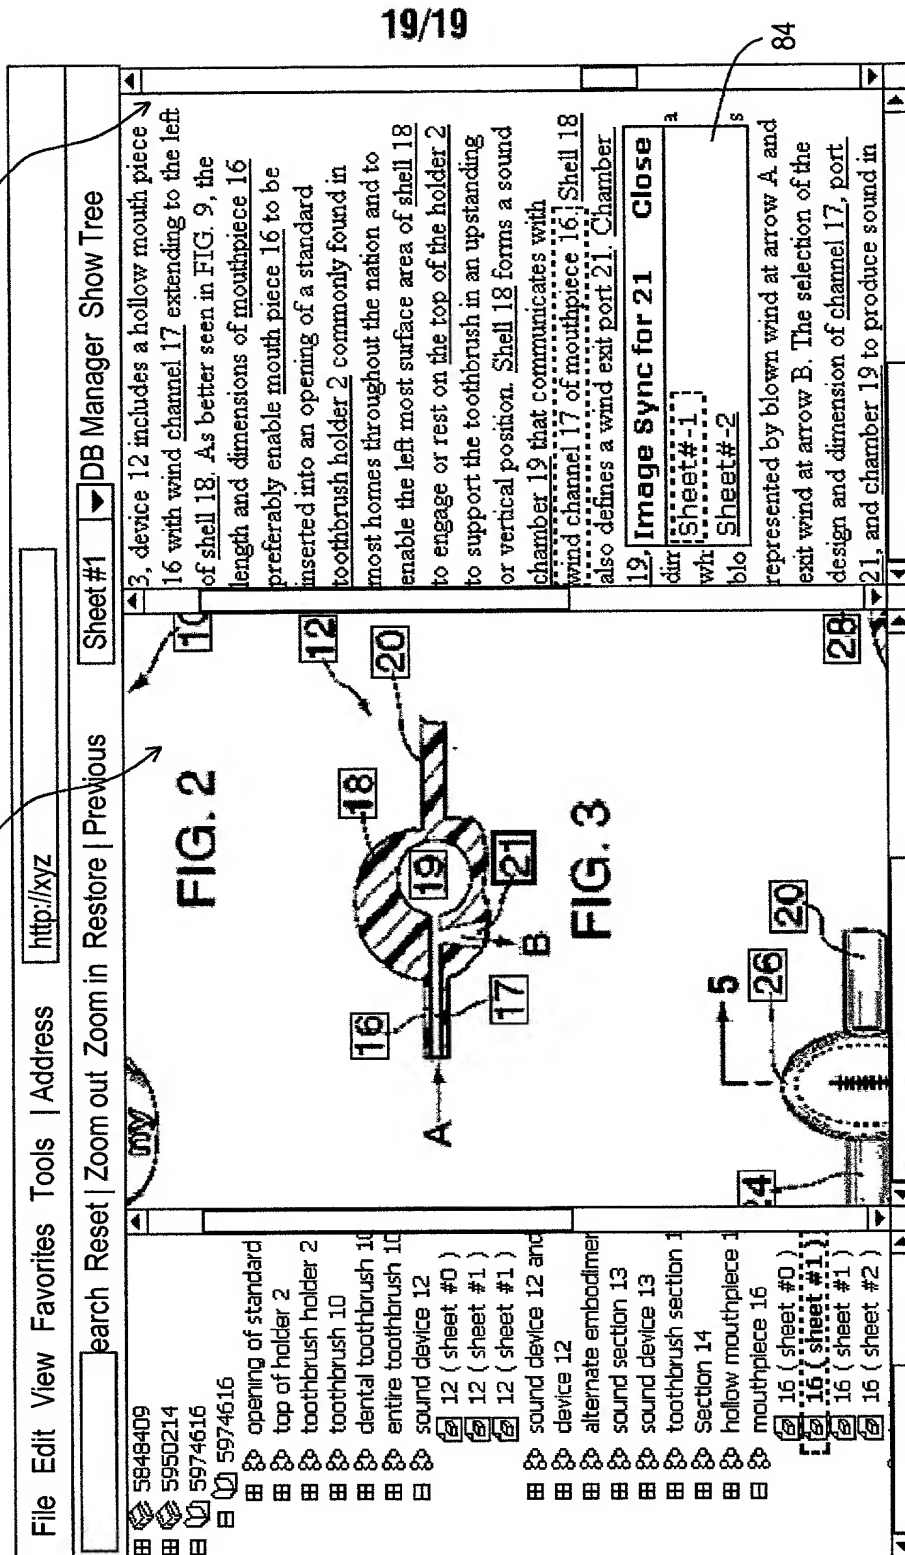 19/19
File Edit View Favorites Tools | Address http://xyz
earch Reset | Zoom out Zoom in Restore | Previous Sheet #1 DB Manager Show Tree
5848409
5950214
5974616
5974616
opening of standard
top of holder 2
toothbrush holder 2
toothbrush 10
dental toothbrush 10
entire toothbrush 10
sound device 12
12 ( sheet #0 )
12 ( sheet #1 )
12 ( sheet #1 )
sound device 12 and
device 12
alternate embodimen
sound section 13
sound device 13
toothbrush section 1
Section 14
hollow mouthpiece 1
mouthpiece 16
16 ( sheet #0 )
16 ( sheet #1 )
16 ( sheet #1 )
16 ( sheet #2 )
my
10
FIG. 2
12
20
18
19
16
17
21
A
B
FIG. 3
28
5
26
20
24
3, device 12 includes a hollow mouth piece
16 with wind channel 17 extending to the left
of shell 18. As better seen in FIG. 9, the
length and dimensions of mouthpiece 16
preferably enable mouth piece 16 to be
inserted into an opening of a standard
toothbrush holder 2 commonly found in
most homes throughout the nation and to
enable the left most surface area of shell 18
to engage or rest on the top of the holder 2
to support the toothbrush in an upstanding
or vertical position. Shell 18 forms a sound
chamber 19 that communicates with
wind channel 17 of mouthpiece 16. Shell 18
also defines a wind exit port 21. Chamber
19, Image Sync for 21 Close
dim a
Sheet#-1
wh
Sheet#-2
blo s
represented by blown wind at arrow A and
exit wind at arrow B. The selection of the
design and dimension of channel 17, port
21, and chamber 19 to produce sound in
84